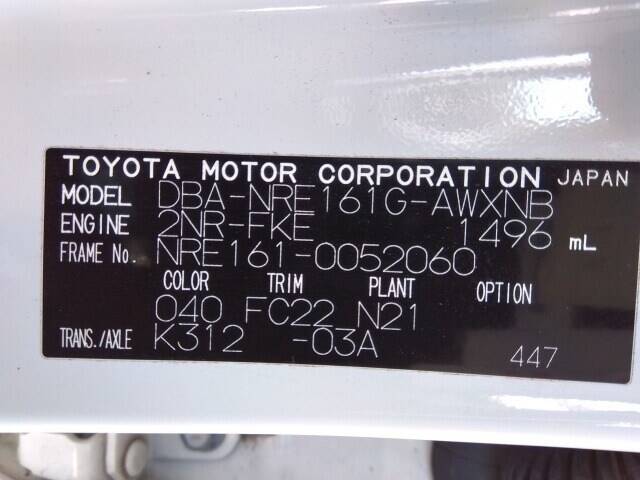 TOYOTA MOTOR CORPORATION JAPAN
MODEL DBA-NRE161G-AWXNB
ENGINE 2NR-FKE 1496 mL
FRAME No. NRE161-0052060
COLOR TRIM PLANT OPTION
040 FC22 N21
TRANS./AXLE K312 -03A
447